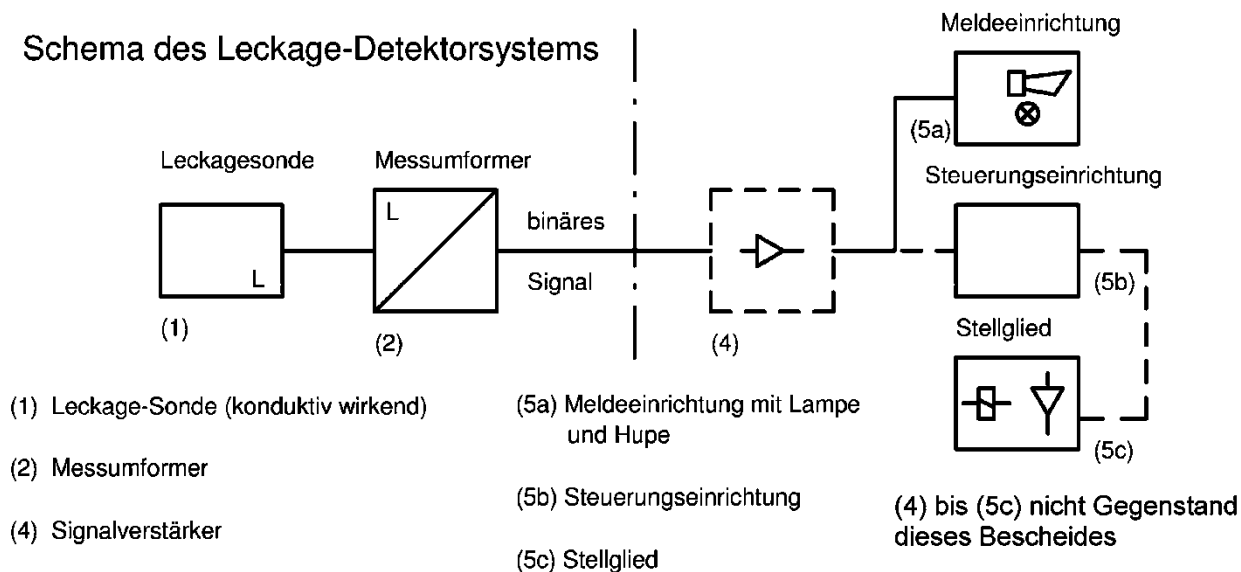 Schema des Leckage-Detektorsystems
Meldeeinrichtung
(5a)
Leckagesonde
Messumformer
Steuerungseinrichtung
L
L
binäres
Signal
(5b)
(1)
(2)
(4)
Stellglied
(5c)
(1) Leckage-Sonde (konduktiv wirkend)
(2) Messumformer
(4) Signalverstärker
(5a) Meldeeinrichtung mit Lampe
und Hupe
(5b) Steuerungseinrichtung
(5c) Stellglied
(4) bis (5c) nicht Gegenstand
dieses Bescheides